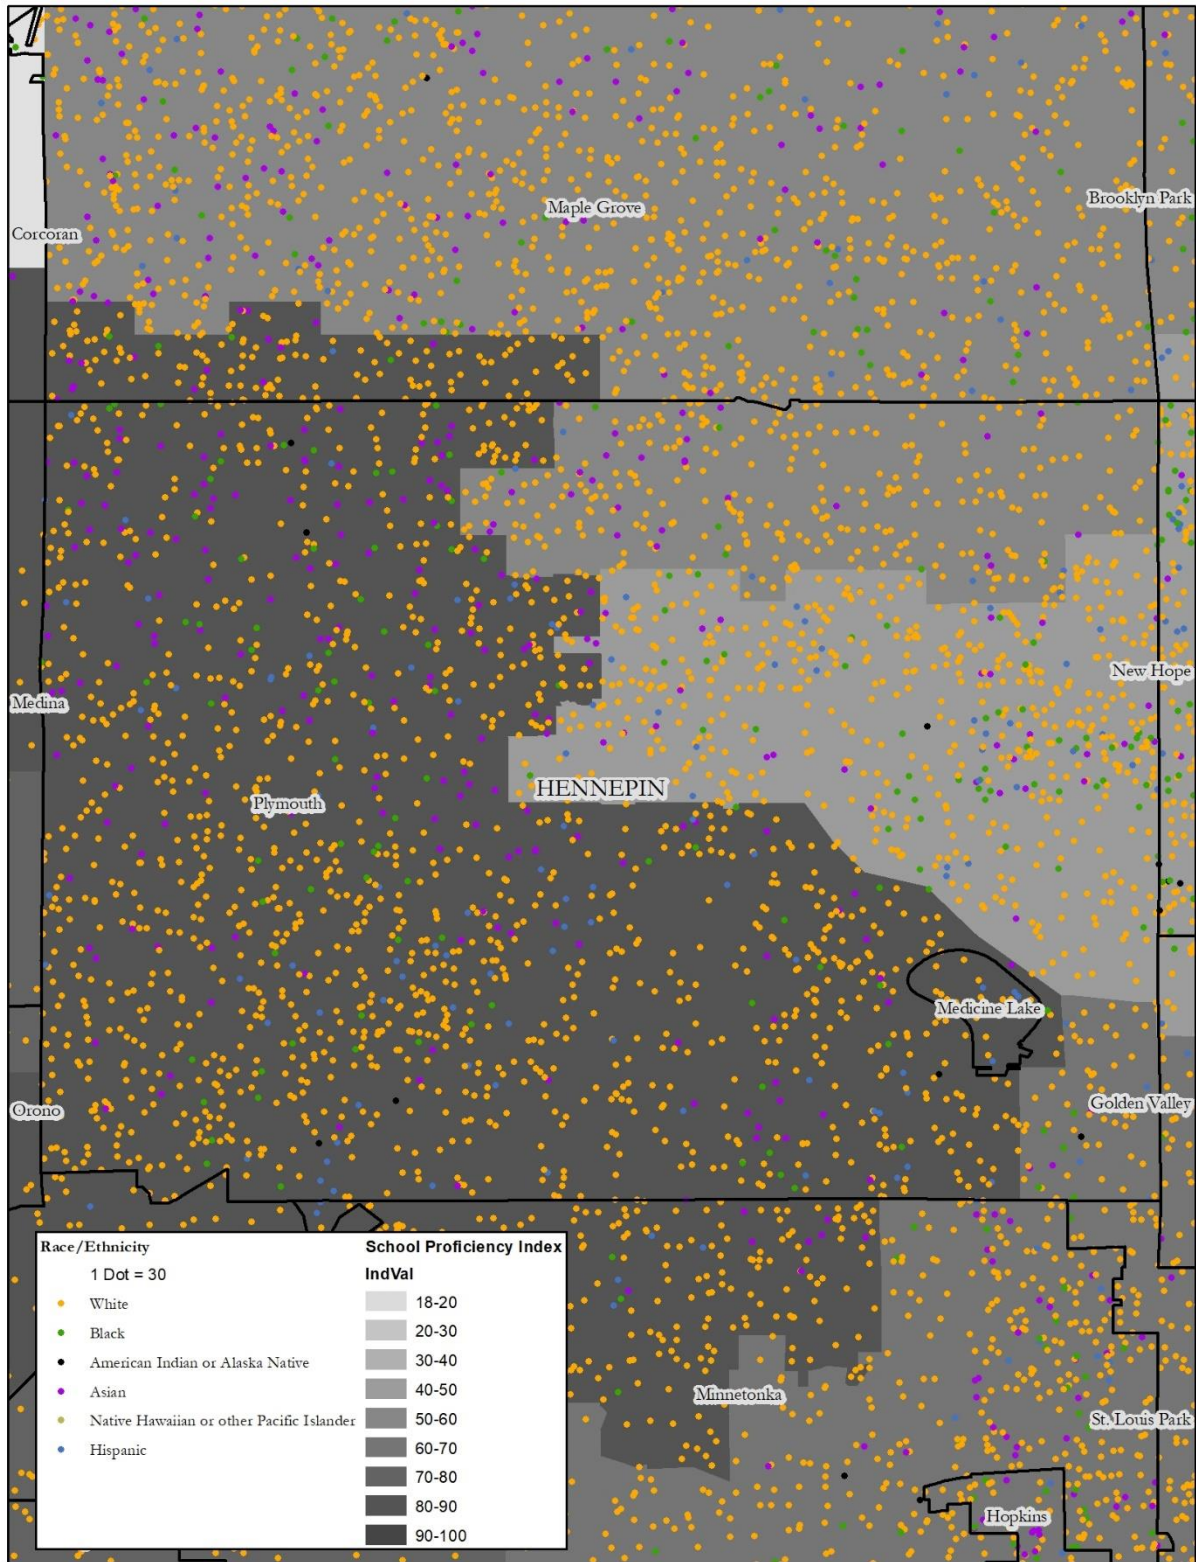 Maple Grove
Brooklyn Park
Corcoran
New Hope
Medina
HENNEPIN
Plymouth
Medicine Lake
Orono
Golden Valley
Race/Ethnicity
1 Dot = 30
White
Black
American Indian or Alaska Native
Asian
Native Hawaiian or other Pacific Islander
Hispanic
School Proficiency Index
IndVal
18-20
20-30
30-40
40-50
50-60
60-70
70-80
80-90
90-100
Minnetonka
St. Louis Park
Hopkins